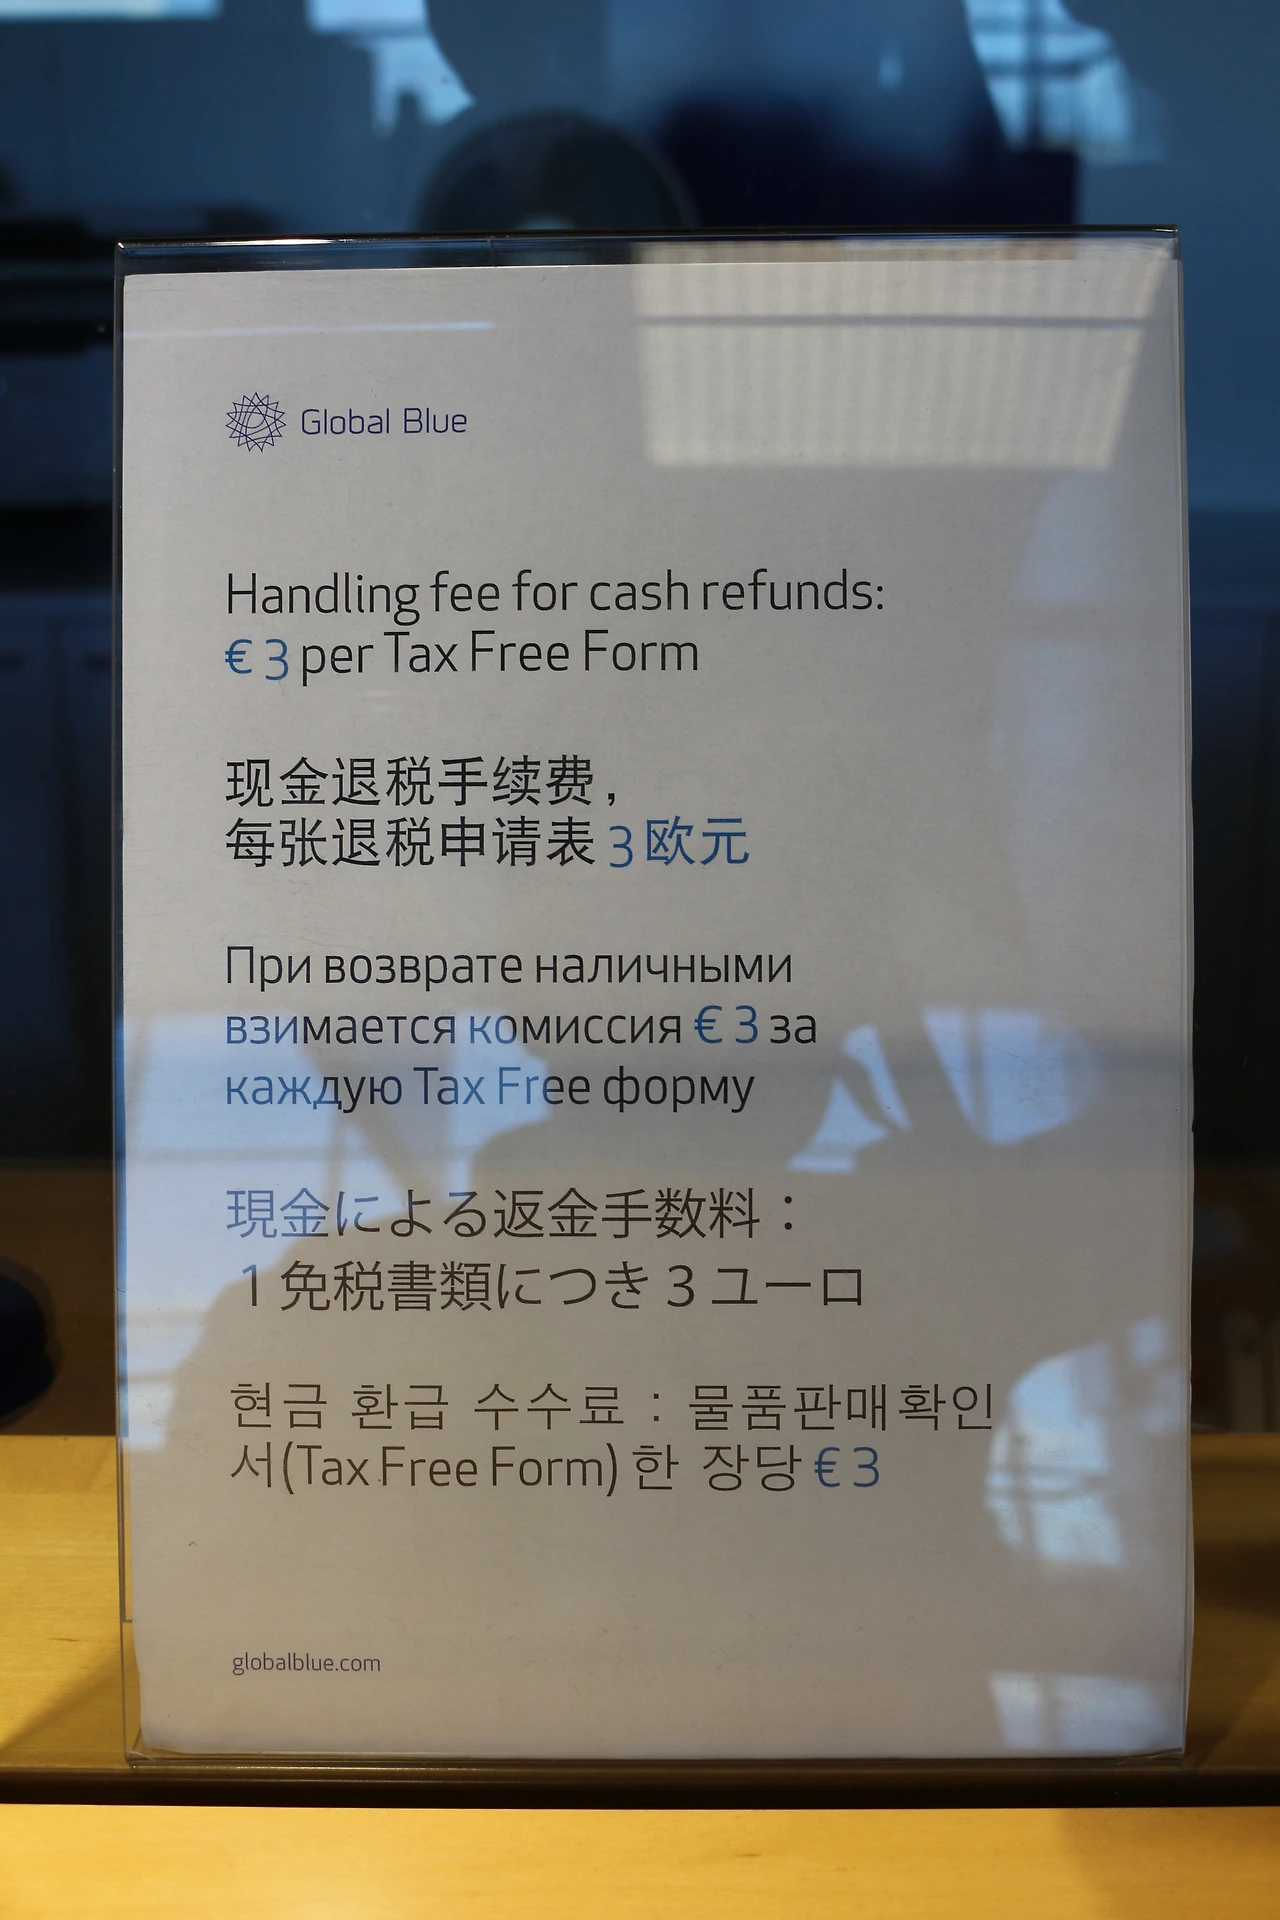 Global Blue
Handling fee for cash refunds:
€ 3 per Tax Free Form
现金退税手续费，
每张退税申请表 3 欧元
При возврате наличными
взимается комиссия € 3 за
каждую Tax Free форму
現金による返金手数料：
1 免税書類につき 3 ユーロ
현금 환급 수수료 : 물품판매확인
서(Tax Free Form) 한 장당 € 3
globalblue.com